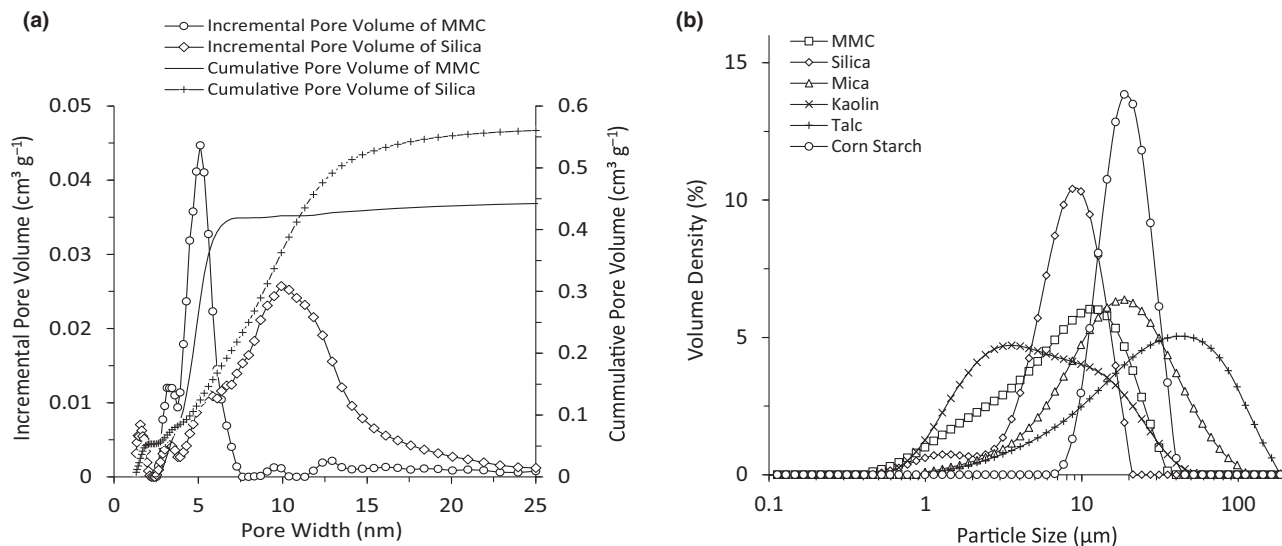 (a)
Incremental Pore Volume of MMC
Incremental Pore Volume of Silica
Cumulative Pore Volume of MMC
Cumulative Pore Volume of Silica
0.05
0.04
0.03
0.02
0.01
0
Incremental Pore Volume (cm³ g⁻¹)
0.6
0.5
0.4
0.3
0.2
0.1
0
Cummulative Pore Volume (cm³ g⁻¹)
0 5 10 15 20 25
Pore Width (nm)
(b)
MMC
Silica
Mica
Kaolin
Talc
Corn Starch
15
10
5
0
Volume Density (%)
0.1 1 10 100
Particle Size (µm)